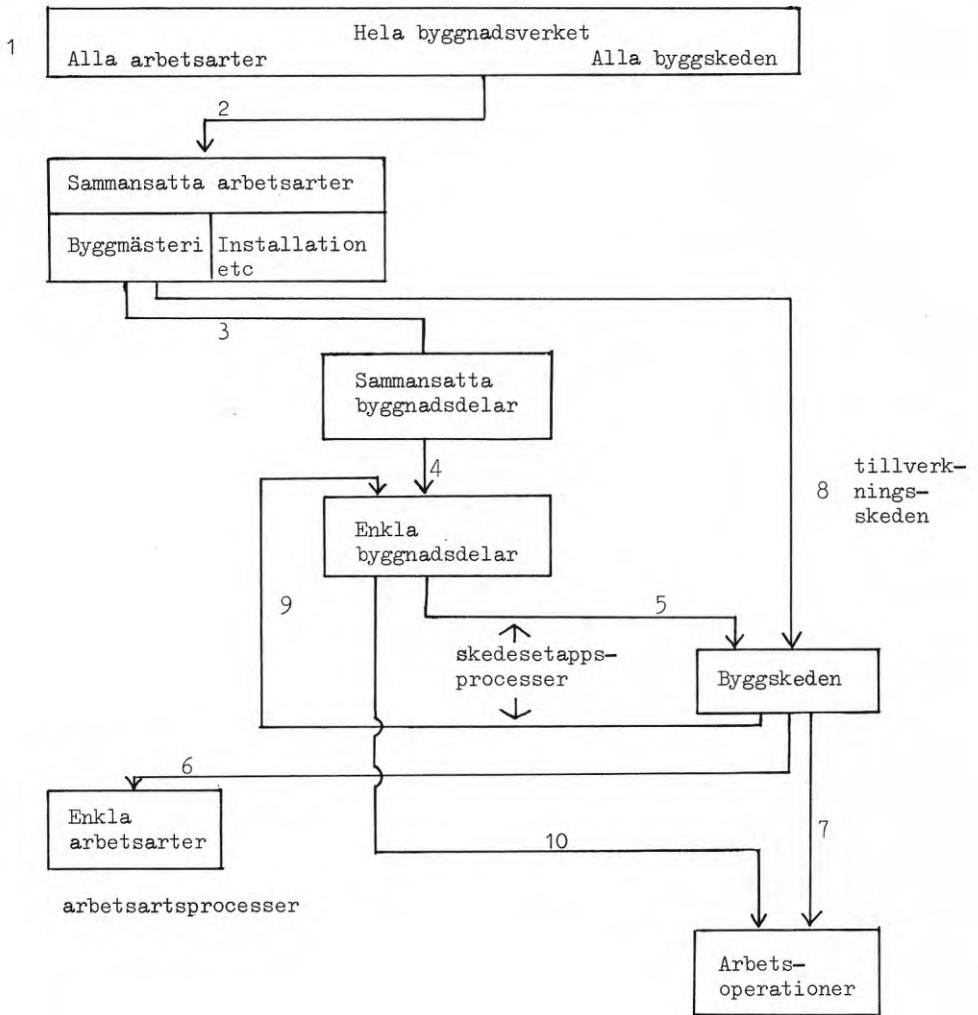 1
Hela byggnadsverket
Alla arbetsarter Alla byggskeden
2
Sammansatta arbetsarter
Byggmästeri Installation
etc
3
Sammansatta
byggnadsdelar
4
8
tillverk-
nings-
skeden
Enkla
byggnadsdelar
9
5
skedesetapps-
processer
Byggskeden
6
Enkla
arbetsarter
7
10
arbetsartsprocesser
Arbets-
operationer